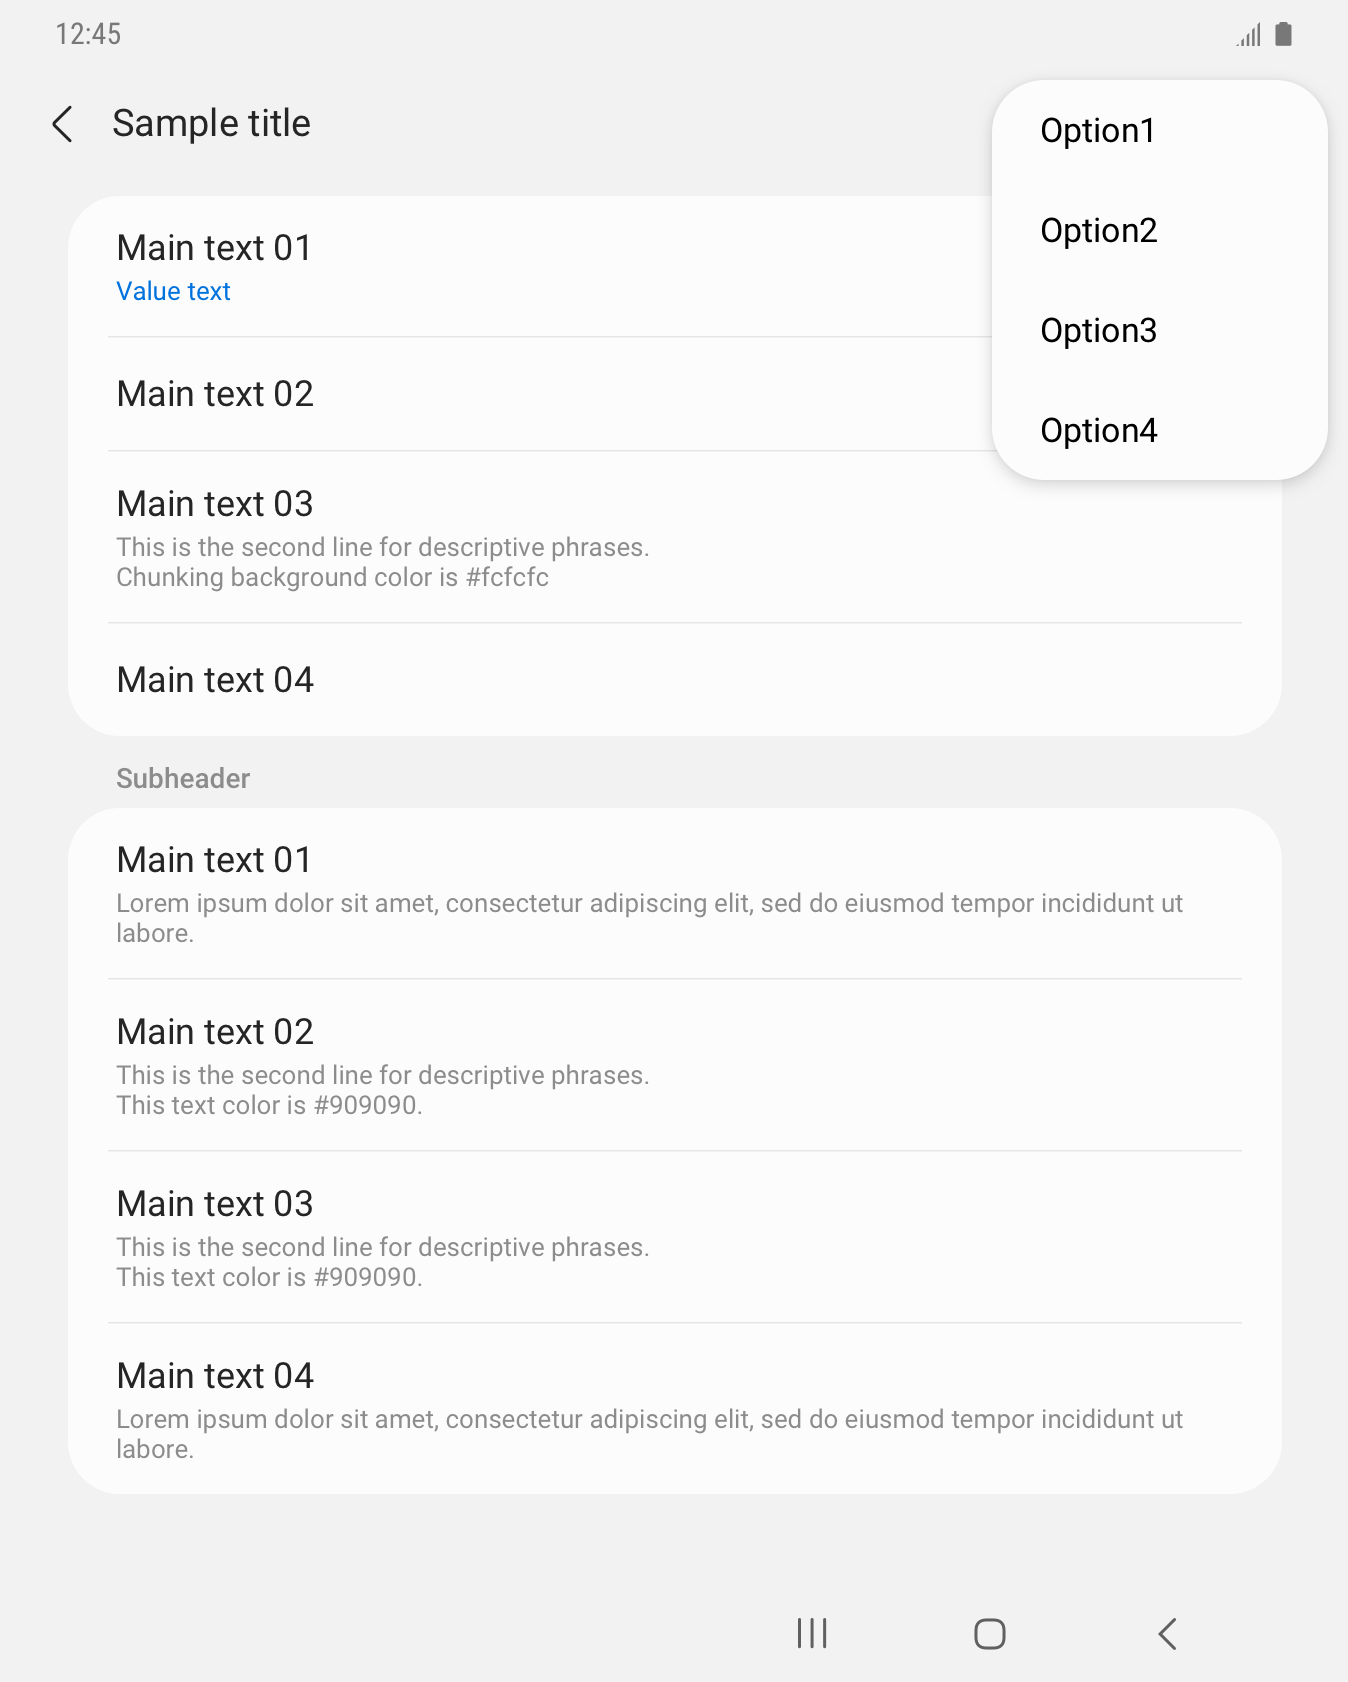 12:45
Sample title
Option1
Option2
Option3
Option4
Main text 01
Value text
Main text 02
Main text 03
This is the second line for descriptive phrases.
Chunking background color is #fcfcfc
Main text 04
Subheader
Main text 01
Lorem ipsum dolor sit amet, consectetur adipiscing elit, sed do eiusmod tempor incididunt ut
labore.
Main text 02
This is the second line for descriptive phrases.
This text color is #909090.
Main text 03
This is the second line for descriptive phrases.
This text color is #909090.
Main text 04
Lorem ipsum dolor sit amet, consectetur adipiscing elit, sed do eiusmod tempor incididunt ut
labore.